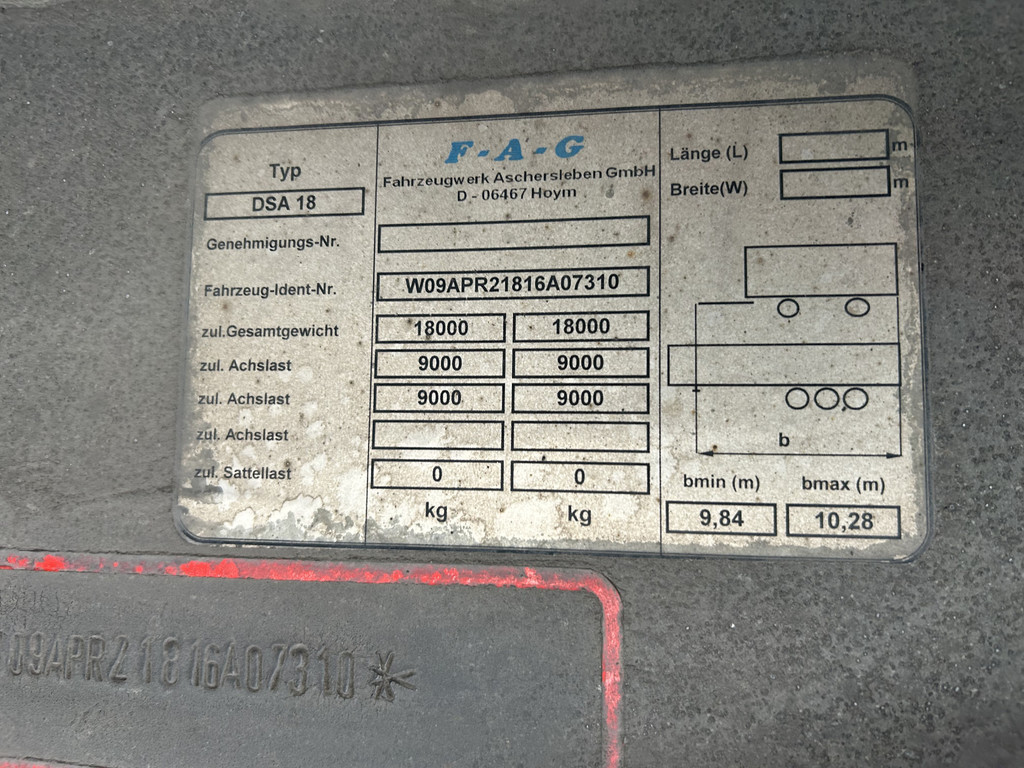 Typ
DSA 18
F-A-G
Fahrzeugwerk Aschersleben GmbH
D - 06467 Hoym
Länge (L) m
Breite(W) m
Genehmigungs-Nr.
Fahrzeug-Ident-Nr. W09APR21816A07310
zul.Gesamtgewicht 18000 18000
zul. Achslast 9000 9000
zul. Achslast 9000 9000
zul. Achslast
zul. Sattellast 0 0
kg kg
b
bmin (m) bmax (m)
9,84 10,28
09APR21816A07310*